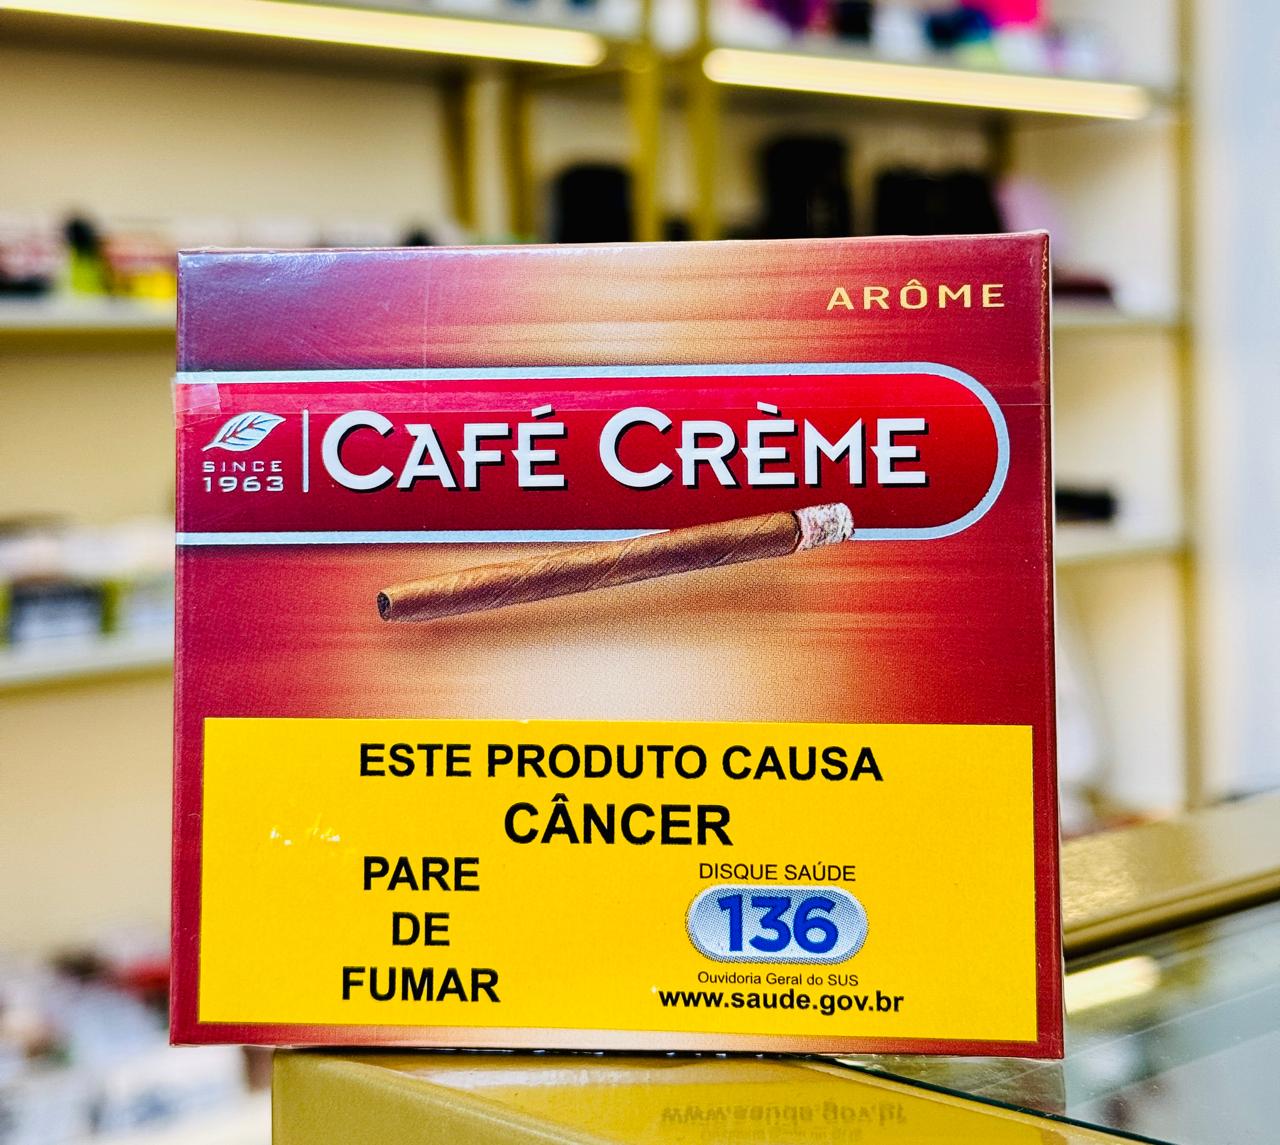 ARÔME
SINCE
1963
CAFÉ CRÈME
ESTE PRODUTO CAUSA
CÂNCER
PARE
DE
FUMAR
DISQUE SAÚDE
136
Ouvidoria Geral do SUS
www.saude.gov.br